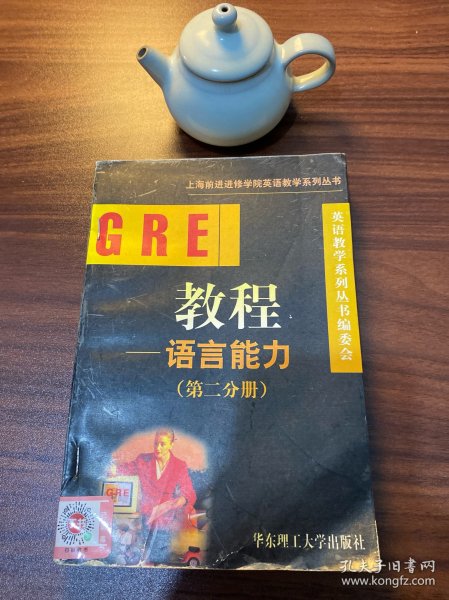 上海前进进修学院英语教学系列丛书
GRE
英语教学系列丛书编委会
教程
——语言能力
(第二分册)
GRE
华东理工大学出版社
孔夫子旧书网
www.kongfz.com